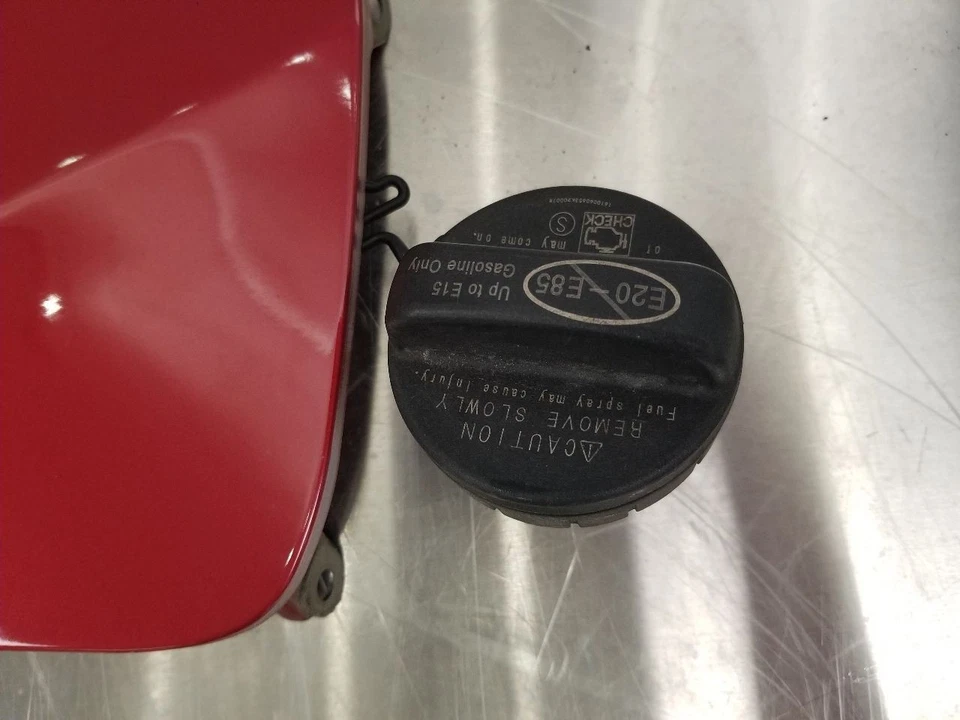 ⚠CAUTION
REMOVE SLOWLY
Fuel spray may cause injury.
E20-E85
Up to E15
Gasoline Only
or
CHECK
may come on.
S